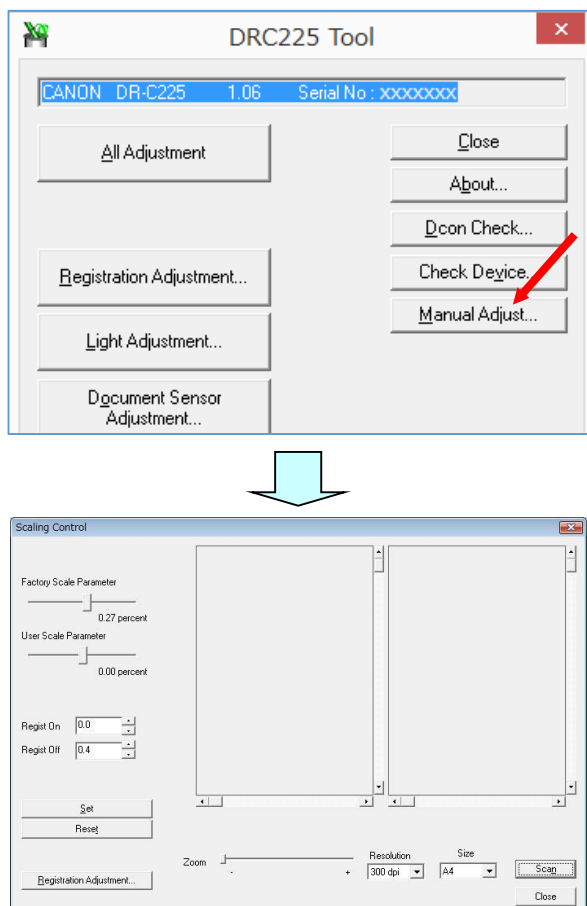 DRC225 Tool
CANON DR-C225 1.06 Serial No : XXXXXXX
All Adjustment
Close
About...
Dcon Check...
Registration Adjustment...
Check Device.
Manual Adjust...
Light Adjustment...
Document Sensor
Adjustment...
Scaling Control
Factory Scale Parameter
0.27 percent
User Scale Parameter
0.00 percent
Regist On 0.0
Regist Off 0.4
Set
Reset
Zoom - +
Resolution
300 dpi
Size
A4
Scan
Registration Adjustment...
Close